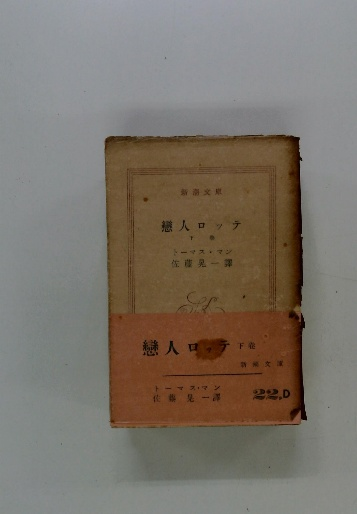 新潮文庫
戀人ロッテ
下巻
トーマス・マン
佐藤晃一譯
戀人ロッテ 下巻
新潮文庫
トーマス・マン
佐藤晃一譯
22.D